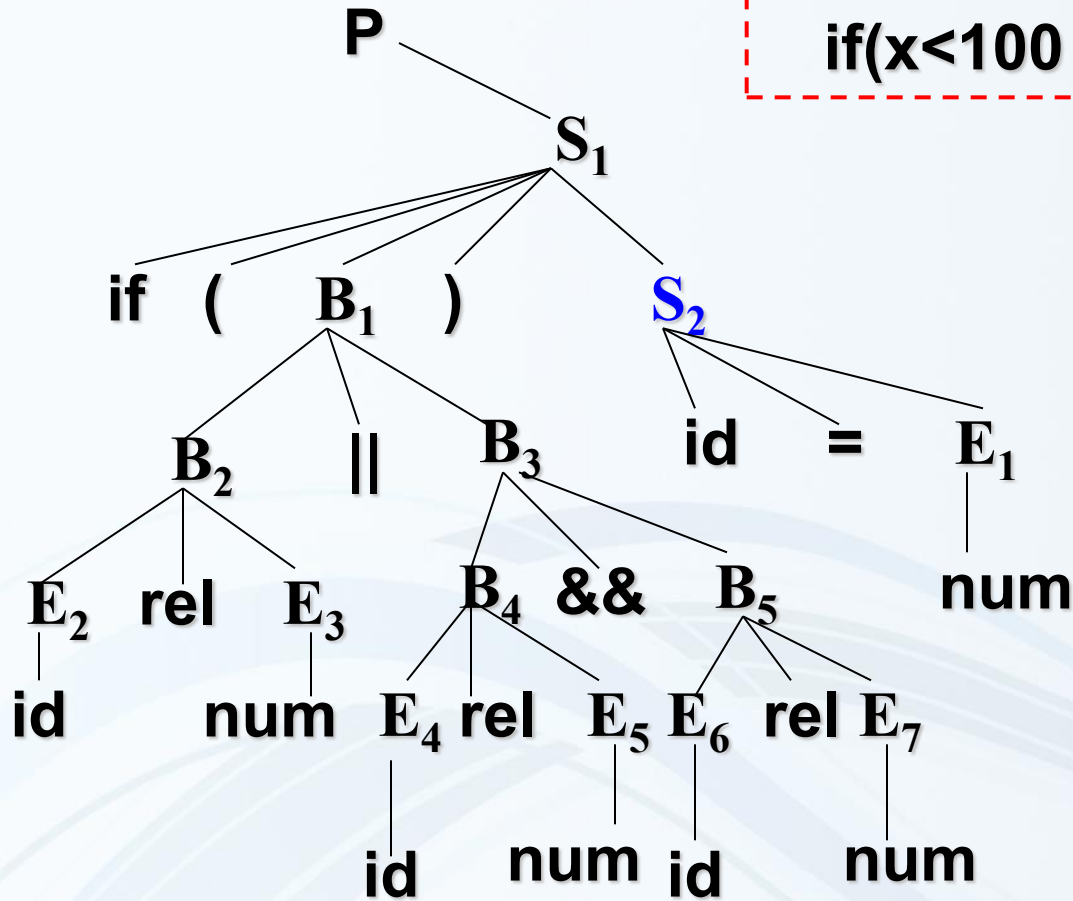 P
if(x<100
S₁
if ( B₁ ) S₂
B₂ || B₃ id = E₁
E₂ rel E₃ B₄ && B₅ num
id num E₄ rel E₅ E₆ rel E₇
id num id num